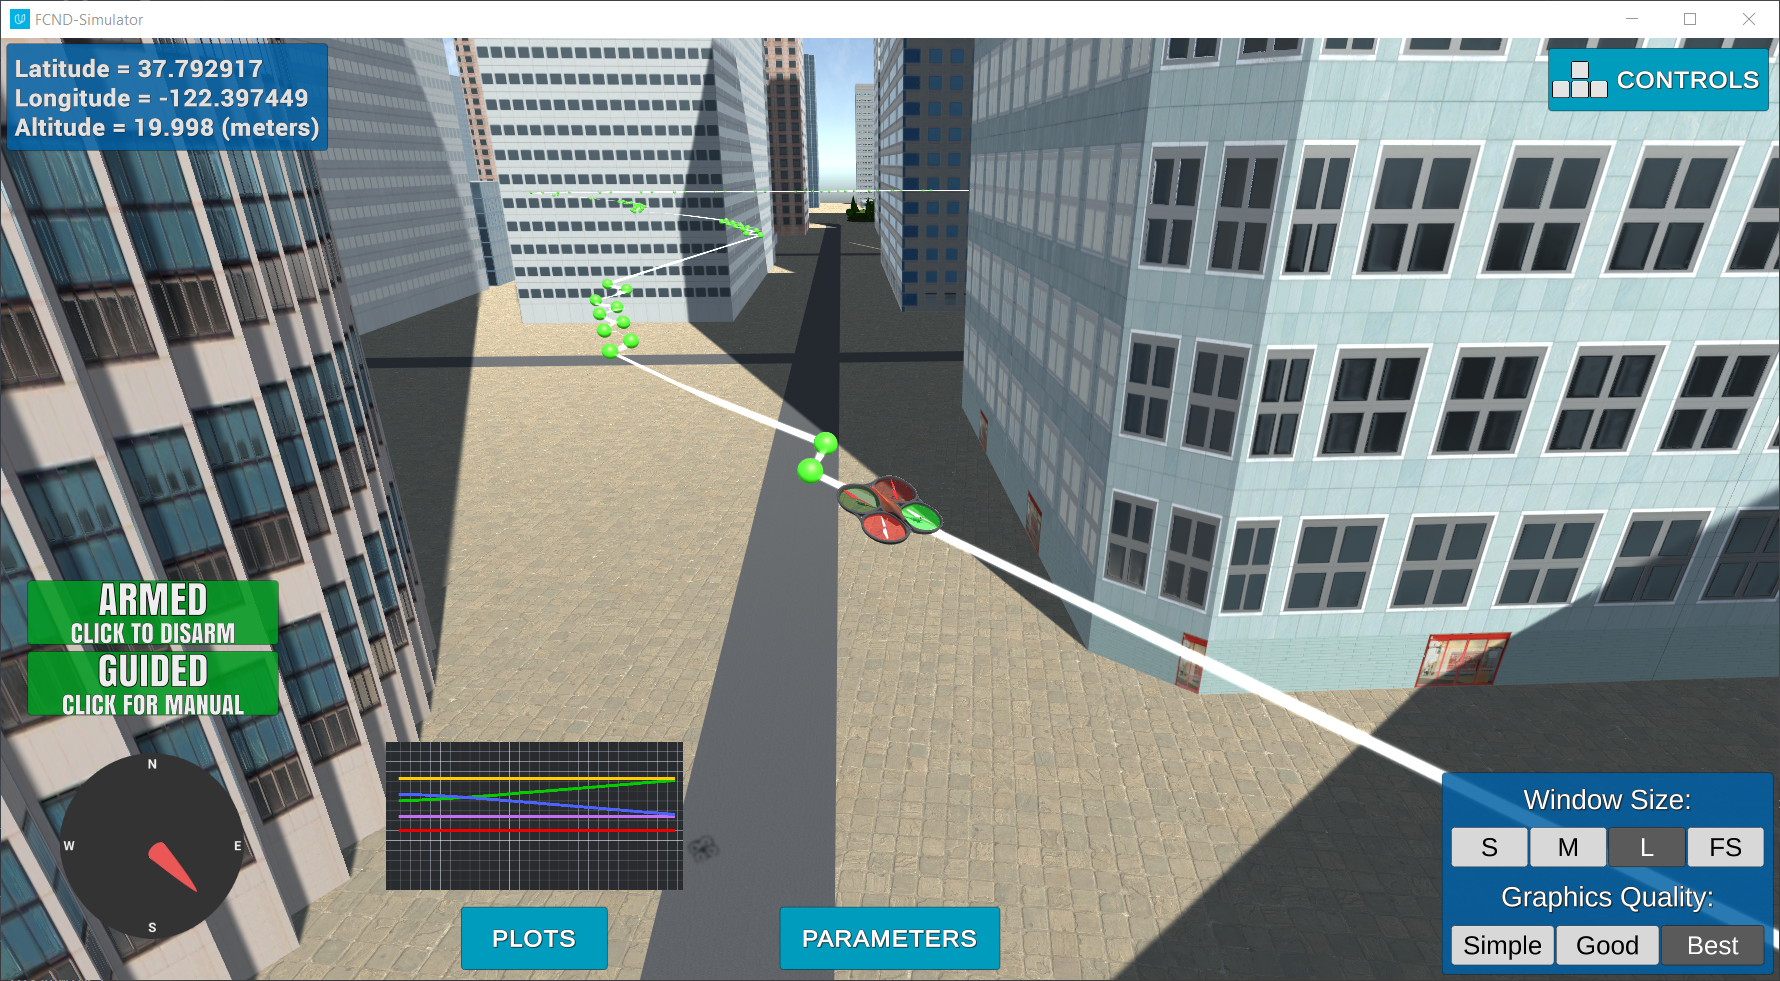 FCND-Simulator
Latitude = 37.792917
Longitude = -122.397449
Altitude = 19.998 (meters)
CONTROLS
ARMED
CLICK TO DISARM
GUIDED
CLICK FOR MANUAL
N
W
E
S
PLOTS
PARAMETERS
Window Size:
S M L FS
Graphics Quality:
Simple Good Best